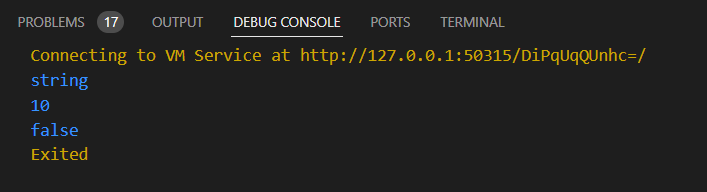 PROBLEMS 17 OUTPUT DEBUG CONSOLE PORTS TERMINAL
Connecting to VM Service at http://127.0.0.1:50315/DiPqUqQUnhc=/
string
10
false
Exited